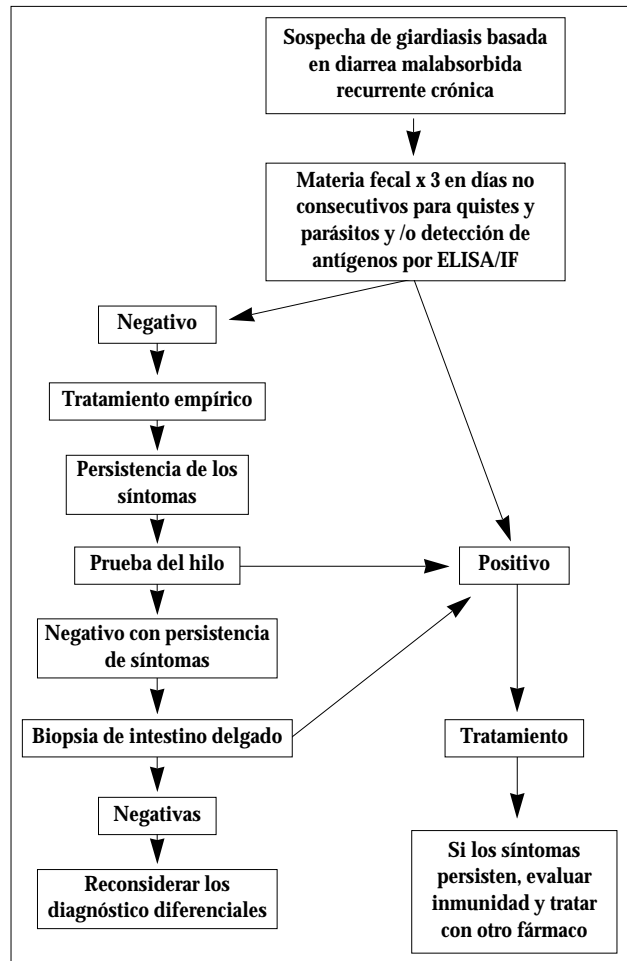 Sospecha de giardiasis basada
en diarrea malabsorbida
recurrente crónica
Materia fecal x 3 en días no
consecutivos para quistes y
parásitos y /o detección de
antígenos por ELISA/IF
Negativo
Tratamiento empírico
Persistencia de los
síntomas
Prueba del hilo
Positivo
Negativo con persistencia
de síntomas
Biopsia de intestino delgado
Tratamiento
Negativas
Reconsiderar los
diagnóstico diferenciales
Si los síntomas
persisten, evaluar
inmunidad y tratar
con otro fármaco